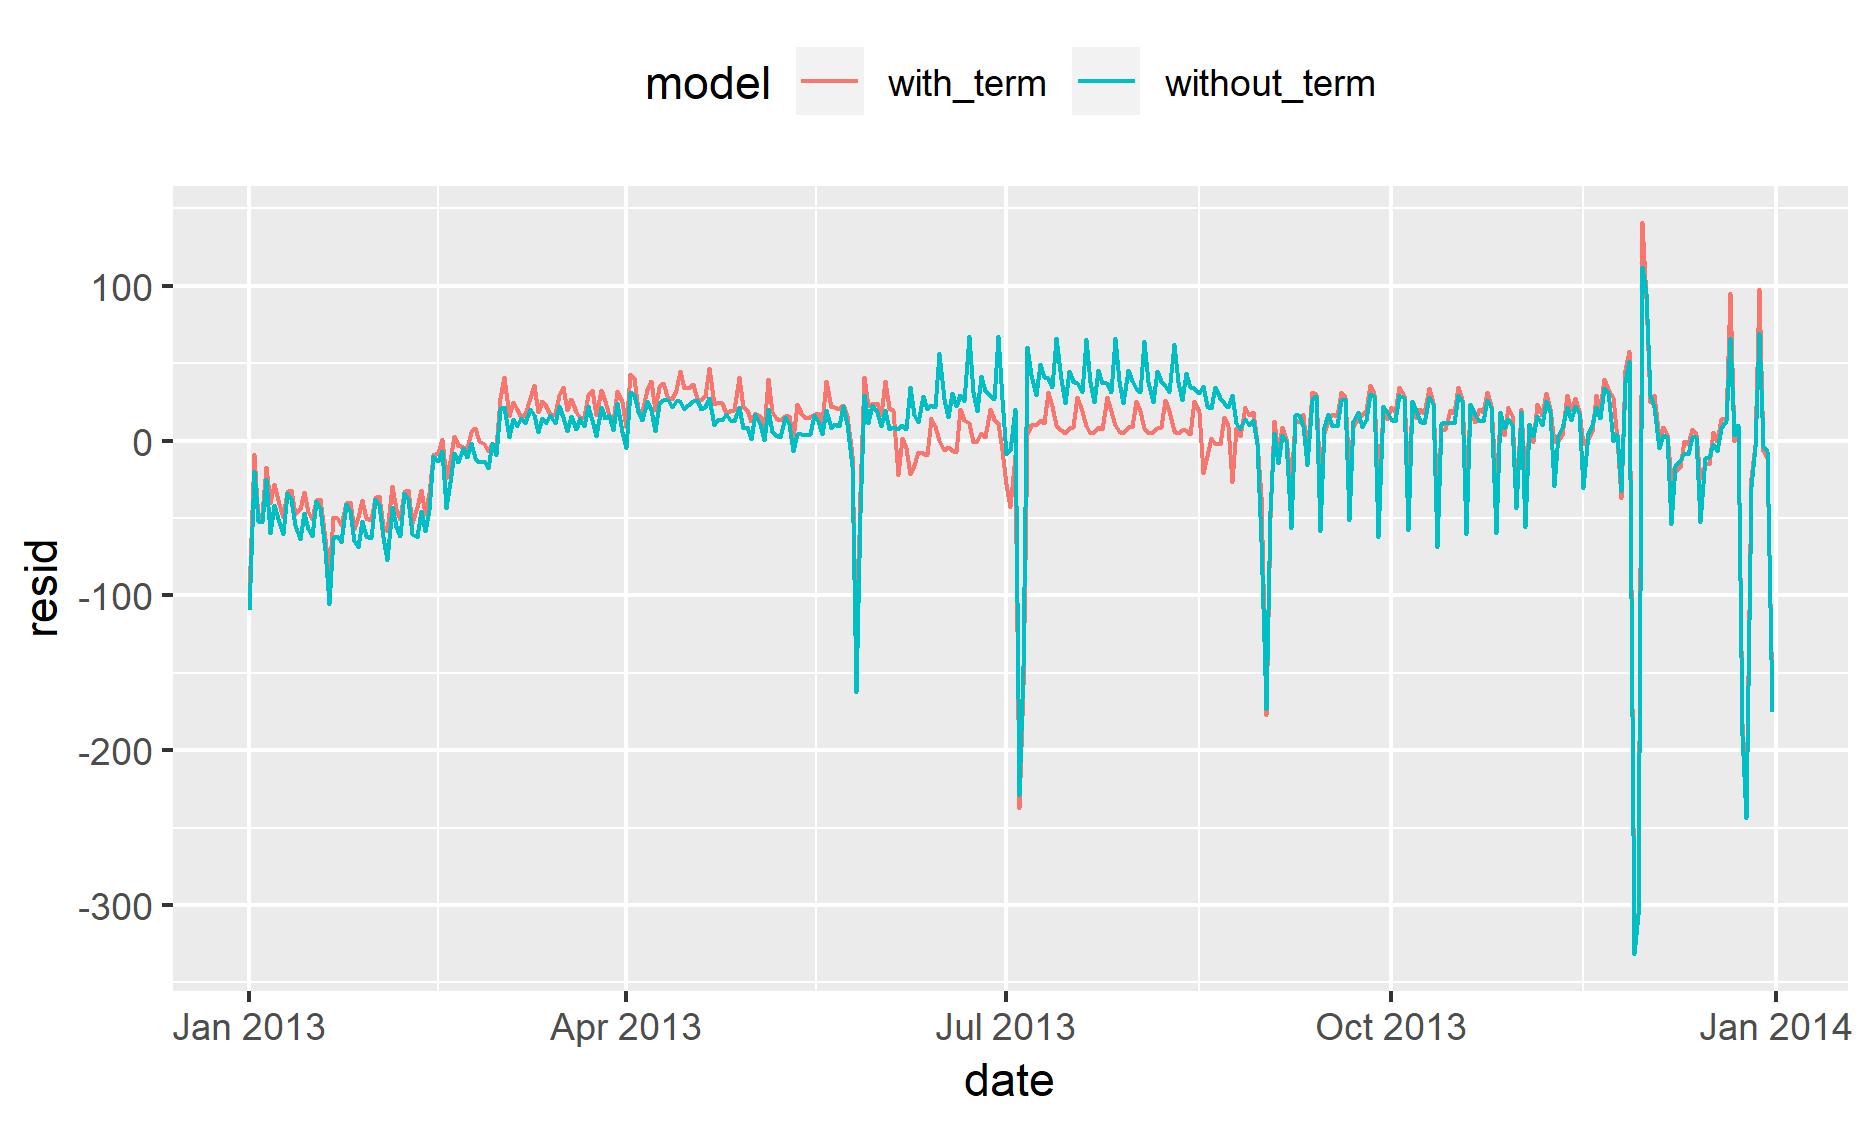 model with_term without_term
100
0
-100
-200
-300
resid
Jan 2013 Apr 2013 Jul 2013 Oct 2013 Jan 2014
date